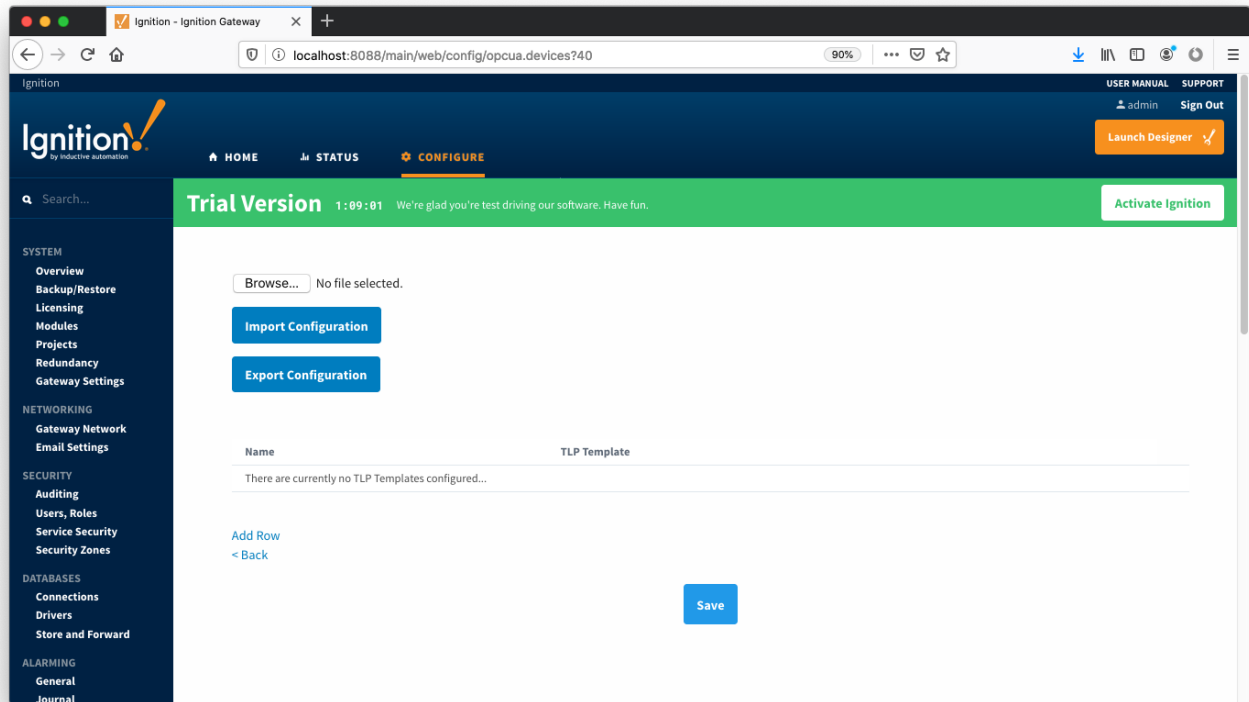 Ignition - Ignition Gateway
localhost:8088/main/web/config/opcua.devices?40
90%
Ignition
USER MANUAL SUPPORT
admin Sign Out
Ignition!
by inductive automation
Launch Designer
HOME STATUS CONFIGURE
Search...
Trial Version 1:09:01 We're glad you're test driving our software. Have fun.
Activate Ignition
SYSTEM
Overview
Backup/Restore
Licensing
Modules
Projects
Redundancy
Gateway Settings
NETWORKING
Gateway Network
Email Settings
SECURITY
Auditing
Users, Roles
Service Security
Security Zones
DATABASES
Connections
Drivers
Store and Forward
ALARMING
General
Journal
Browse... No file selected.
Import Configuration
Export Configuration
Name TLP Template
There are currently no TLP Templates configured...
Add Row
< Back
Save